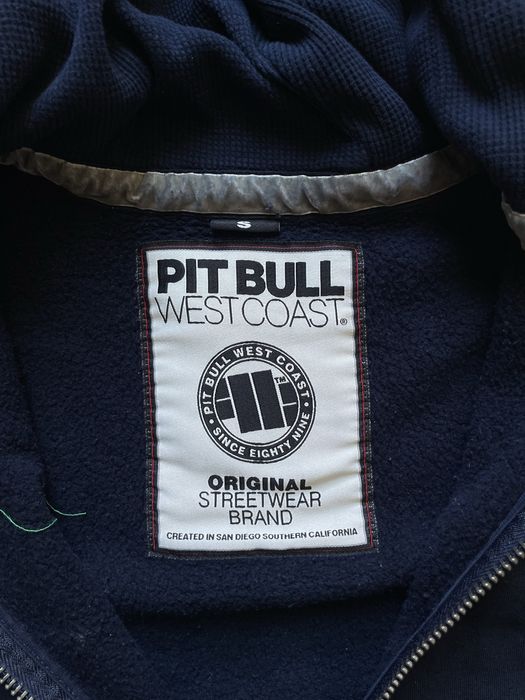 S
PIT BULL
WEST COAST®
PIT BULL WEST COAST
TM
SINCE EIGHTY NINE
ORIGINAL
STREETWEAR
BRAND
CREATED IN SAN DIEGO SOUTHERN CALIFORNIA